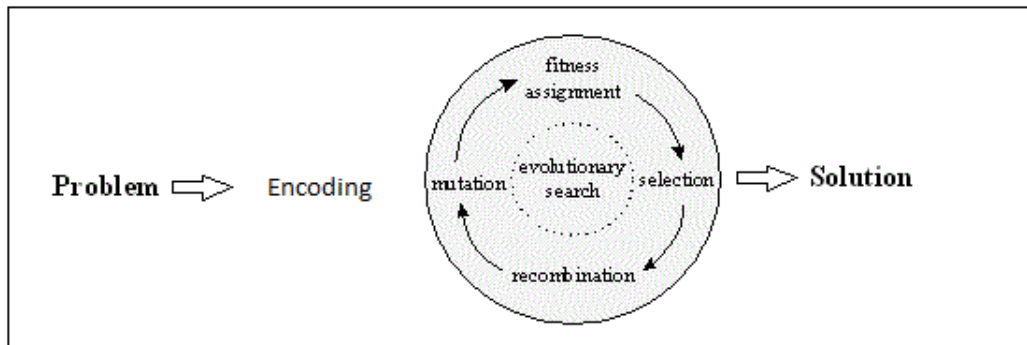 Problem
Encoding
fitness
assignment
mutation
evolutionary
search
selection
recombination
Solution